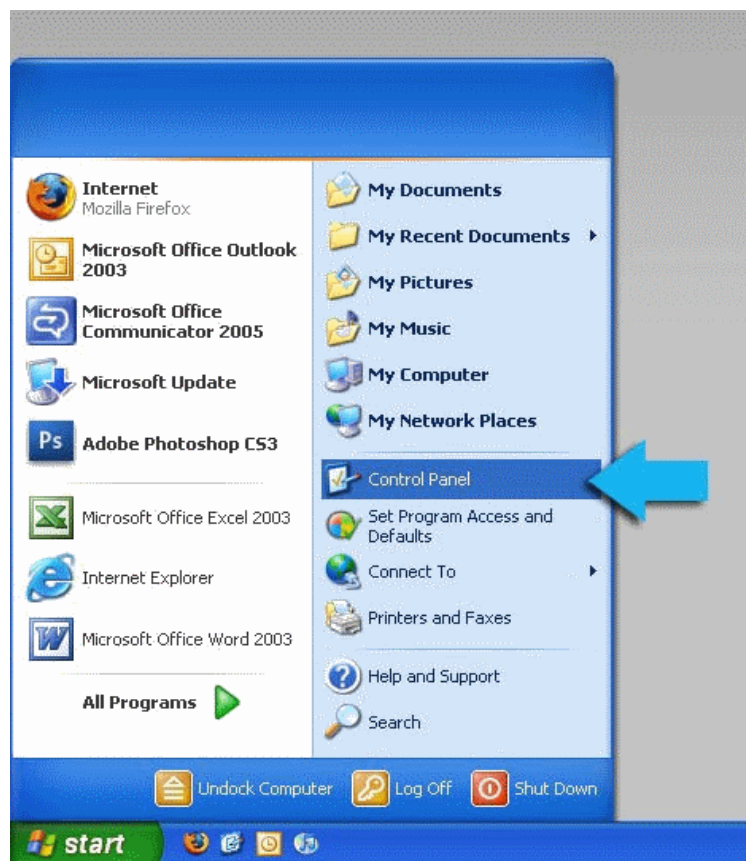 Internet
Mozilla Firefox
Microsoft Office Outlook
2003
Microsoft Office
Communicator 2005
Microsoft Update
Ps
Adobe Photoshop CS3
Microsoft Office Excel 2003
Internet Explorer
Microsoft Office Word 2003
All Programs
My Documents
My Recent Documents
My Pictures
My Music
My Computer
My Network Places
Control Panel
Set Program Access and
Defaults
Connect To
Printers and Faxes
Help and Support
Search
Undock Computer
Log Off
Shut Down
start